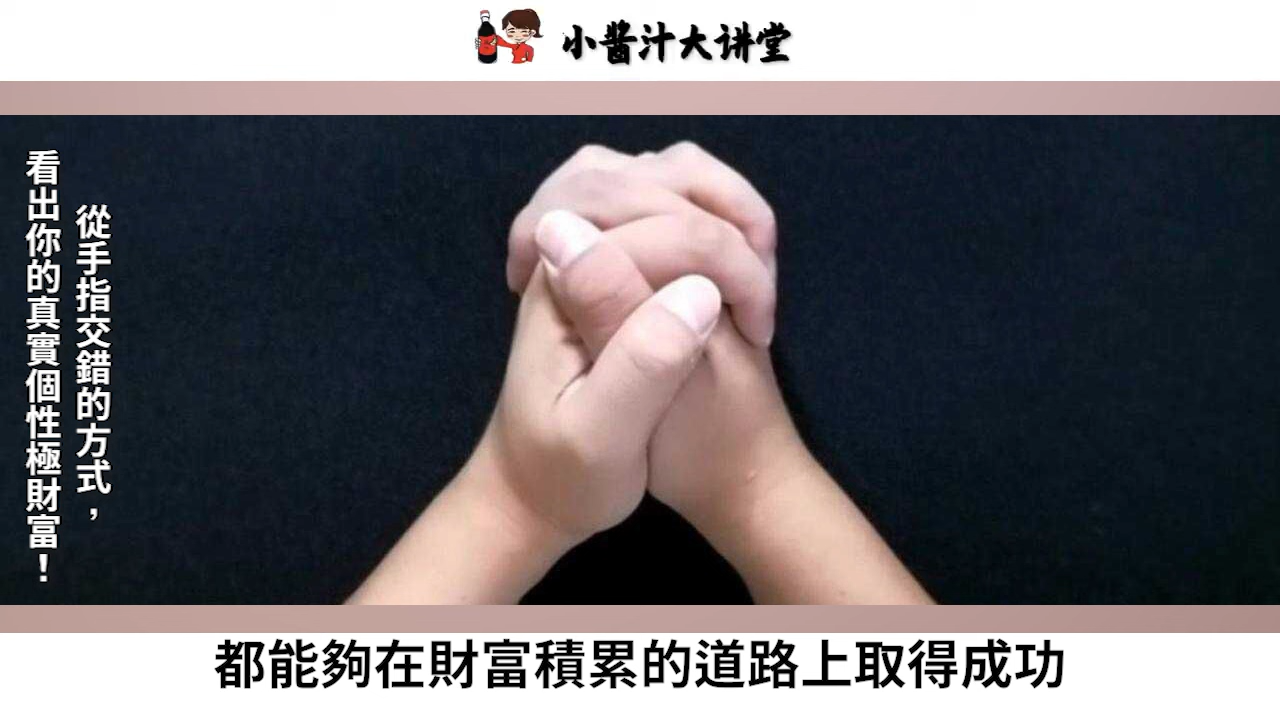 小酱汁大讲堂
從手指交錯的方式，
看出你的真實個性極財富！
都能夠在財富積累的道路上取得成功